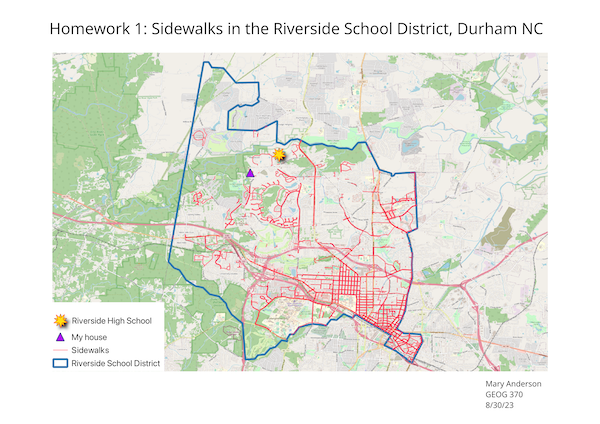 Homework 1: Sidewalks in the Riverside School District, Durham NC
Riverside High School
My house
Sidewalks
Riverside School District
Mary Anderson
GEOG 370
8/30/23